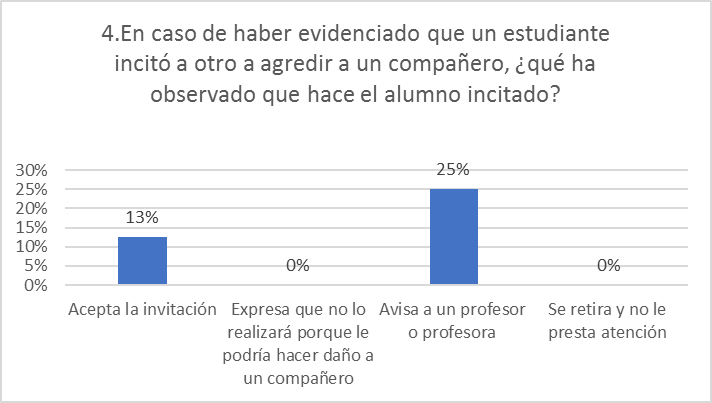 4.En caso de haber evidenciado que un estudiante
incitó a otro a agredir a un compañero, ¿qué ha
observado que hace el alumno incitado?
30%
25%
20%
15%
10%
5%
0%
13%
0%
25%
0%
Acepta la invitación
Expresa que no lo
realizará porque le
podría hacer daño a
un compañero
Avisa a un profesor
o profesora
Se retira y no le
presta atención